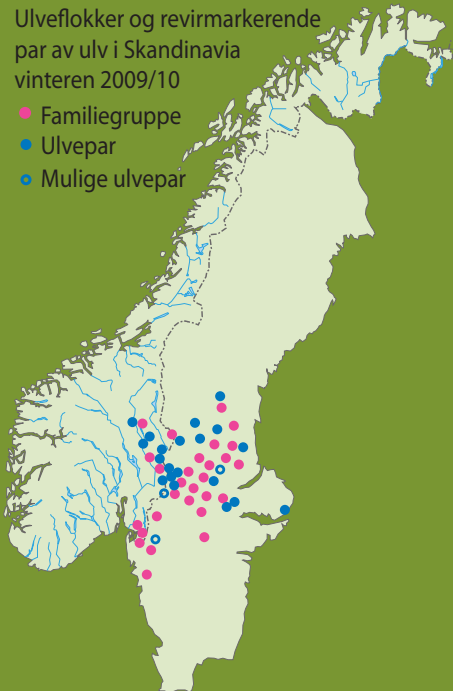 Ulveflokker og revirmarkerende
par av ulv i Skandinavia
vinteren 2009/10
Familiegruppe
Ulvepar
Mulige ulvepar